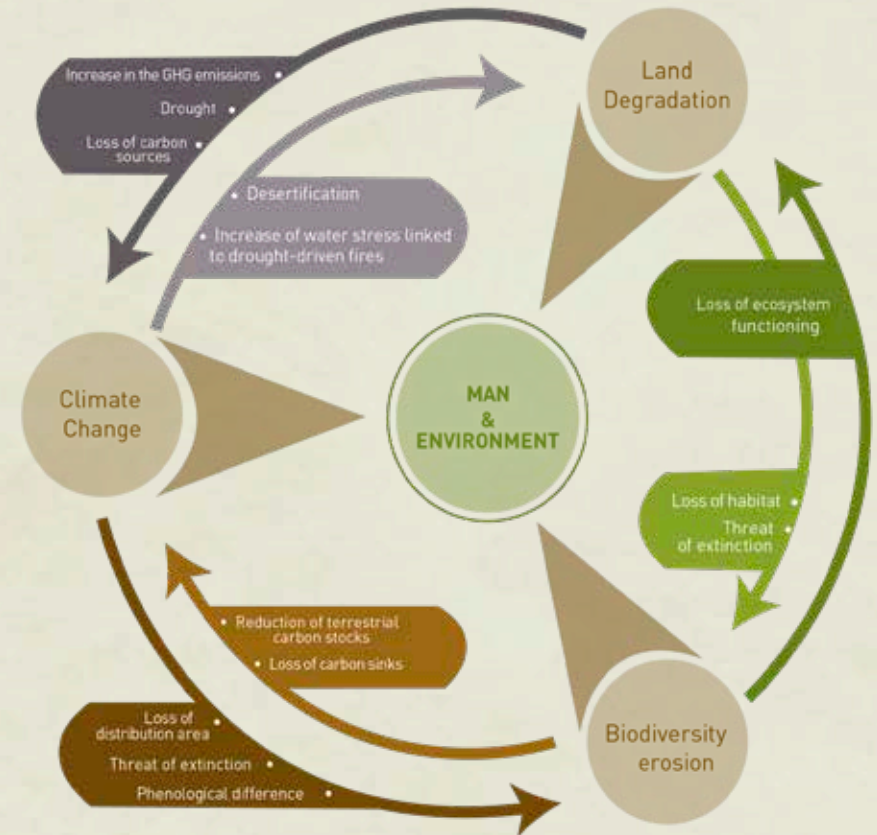 Land
Degradation
Increase in the GHG emissions •
Drought •
Loss of carbon •
sources
• Desertification
• Increase of water stress linked
to drought-driven fires
Loss of ecosystem
functioning
Climate
Change
MAN
&
ENVIRONMENT
Loss of habitat •
Threat •
of extinction
• Reduction of terrestrial
carbon stocks
• Loss of carbon sinks
Loss of •
distribution area
Threat of extinction •
Phenological difference •
Biodiversity
erosion